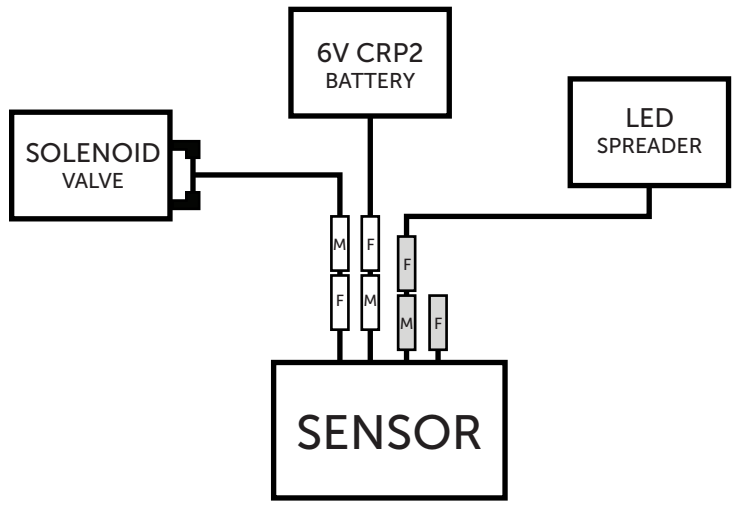 6V CRP2
BATTERY
LED
SPREADER
SOLENOID
VALVE
M
F
F
F
M
M
F
SENSOR